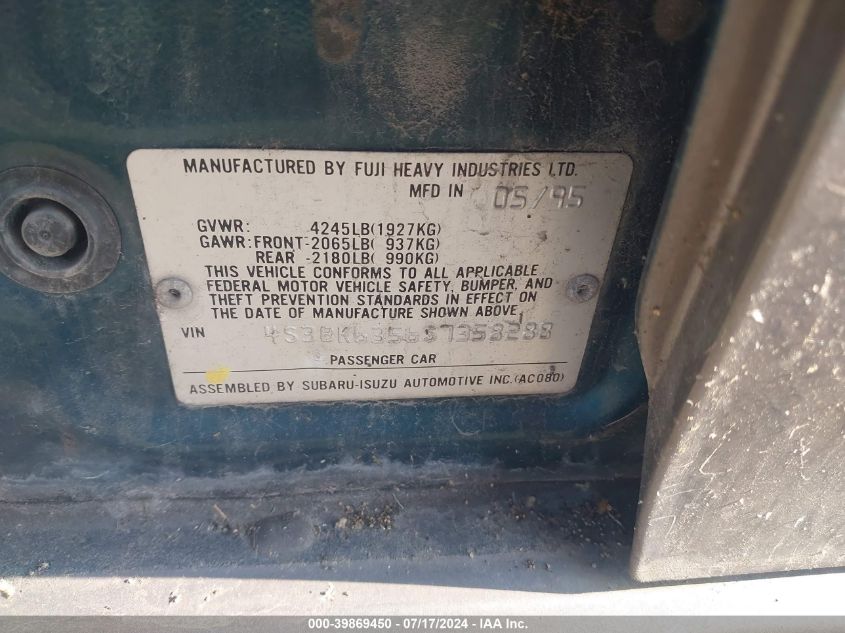 MANUFACTURED BY FUJI HEAVY INDUSTRIES LTD.
MFD IN 05/95
GVWR: 4245LB(1927KG)
GAWR:FRONT-2065LB( 937KG)
REAR -2180LB( 990KG)
THIS VEHICLE CONFORMS TO ALL APPLICABLE
FEDERAL MOTOR VEHICLE SAFETY, BUMPER, AND
THEFT PREVENTION STANDARDS IN EFFECT ON
THE DATE OF MANUFACTURE SHOWN ABOVE.
VIN 4S3BK6356S7358288
PASSENGER CAR
ASSEMBLED BY SUBARU-ISUZU AUTOMOTIVE INC.(AC080)
000-39869450 - 07/17/2024 - IAA Inc.